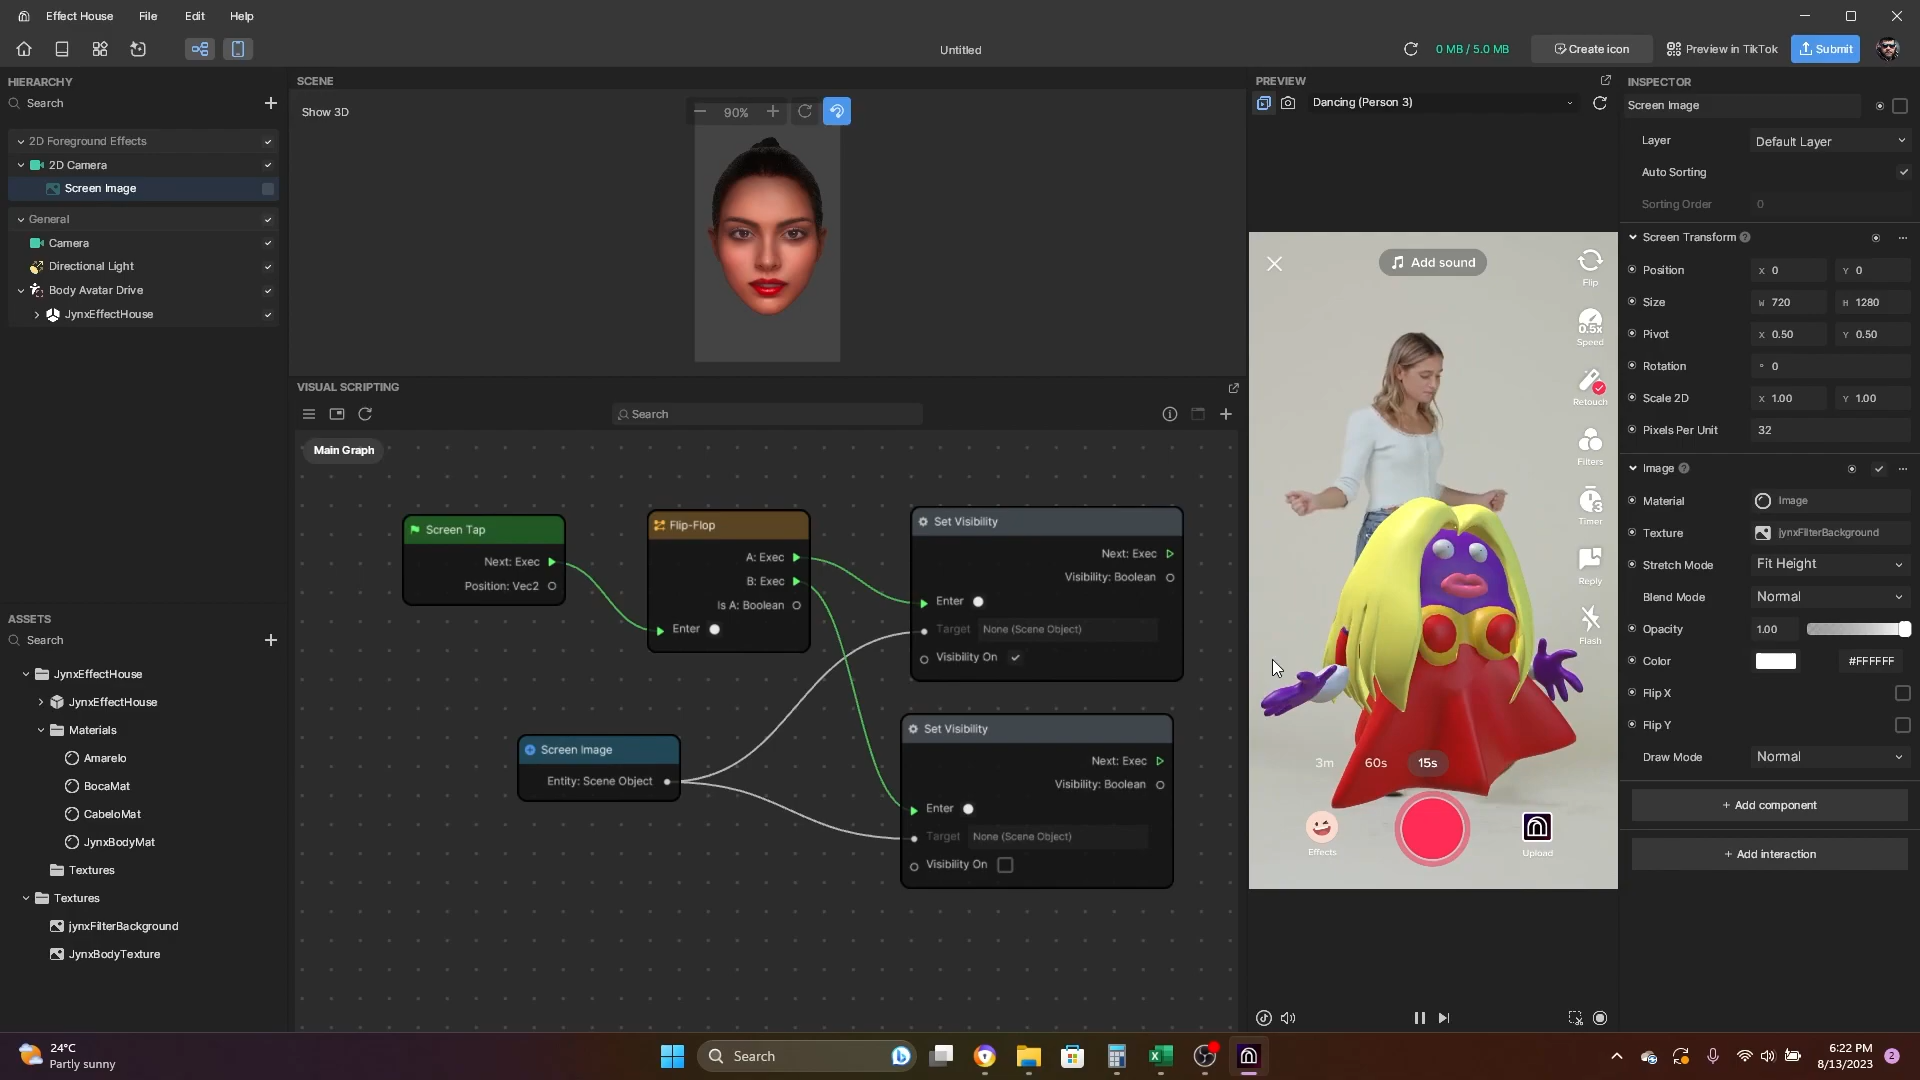 Effect House File Edit Help
Untitled
0 MB / 5.0 MB
Create icon
Preview in TikTok
Submit
HIERARCHY
Search
2D Foreground Effects
2D Camera
Screen Image
General
Camera
Directional Light
Body Avatar Drive
JynxEffectHouse
ASSETS
Search
JynxEffectHouse
JynxEffectHouse
Materials
Amarelo
BocaMat
CabeloMat
JynxBodyMat
Textures
Textures
jynxFilterBackground
JynxBodyTexture
SCENE
Show 3D
90%
VISUAL SCRIPTING
Search
Main Graph
Screen Tap
Next: Exec
Position: Vec2
Flip-Flop
A: Exec
B: Exec
Is A: Boolean
Enter
Set Visibility
Next: Exec
Visibility: Boolean
Enter
Target None (Scene Object)
Visibility On
Screen Image
Entity: Scene Object
Set Visibility
Next: Exec
Visibility: Boolean
Enter
Target None (Scene Object)
Visibility On
PREVIEW
Dancing (Person 3)
Add sound
Flip
0.5x
Speed
Retouch
Filters
3
Timer
Reply
Flash
3m 60s 15s
Effects
Upload
INSPECTOR
Screen Image
Layer Default Layer
Auto Sorting
Sorting Order 0
Screen Transform ?
Position X 0 Y 0
Size W 720 H 1280
Pivot X 0.50 Y 0.50
Rotation ° 0
Scale 2D X 1.00 Y 1.00
Pixels Per Unit 32
Image ?
Material Image
Texture jynxFilterBackground
Stretch Mode Fit Height
Blend Mode Normal
Opacity 1.00
Color #FFFFFF
Flip X
Flip Y
Draw Mode Normal
+ Add component
+ Add interaction
24°C
Partly sunny
Search
6:22 PM
8/13/2023
2